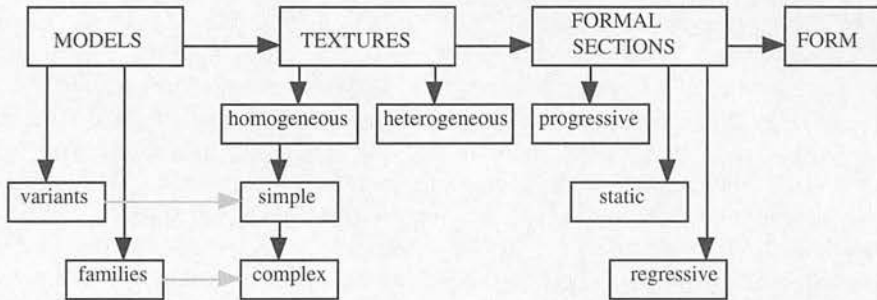 MODELS
TEXTURES
FORMAL
SECTIONS
FORM
homogeneous
heterogeneous
progressive
variants
simple
static
families
complex
regressive